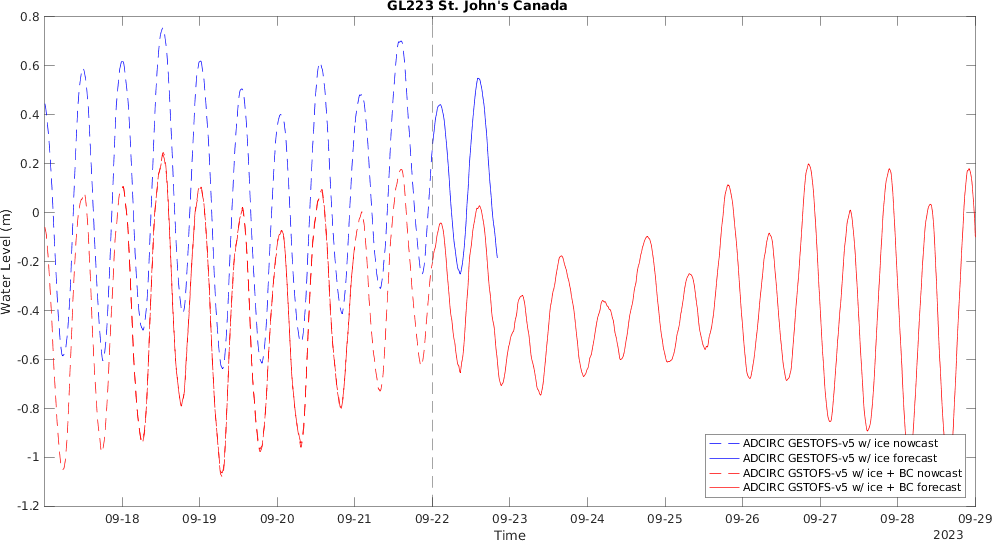 GL223 St. John's Canada
0.8
0.6
0.4
0.2
0
-0.2
-0.4
-0.6
-0.8
-1
-1.2
Water Level (m)
ADCIRC GESTOFS-v5 w/ ice nowcast
ADCIRC GESTOFS-v5 w/ ice forecast
ADCIRC GSTOFS-v5 w/ ice + BC nowcast
ADCIRC GSTOFS-v5 w/ ice + BC forecast
09-18 09-19 09-20 09-21 09-22 09-23 09-24 09-25 09-26 09-27 09-28 09-29
Time
2023